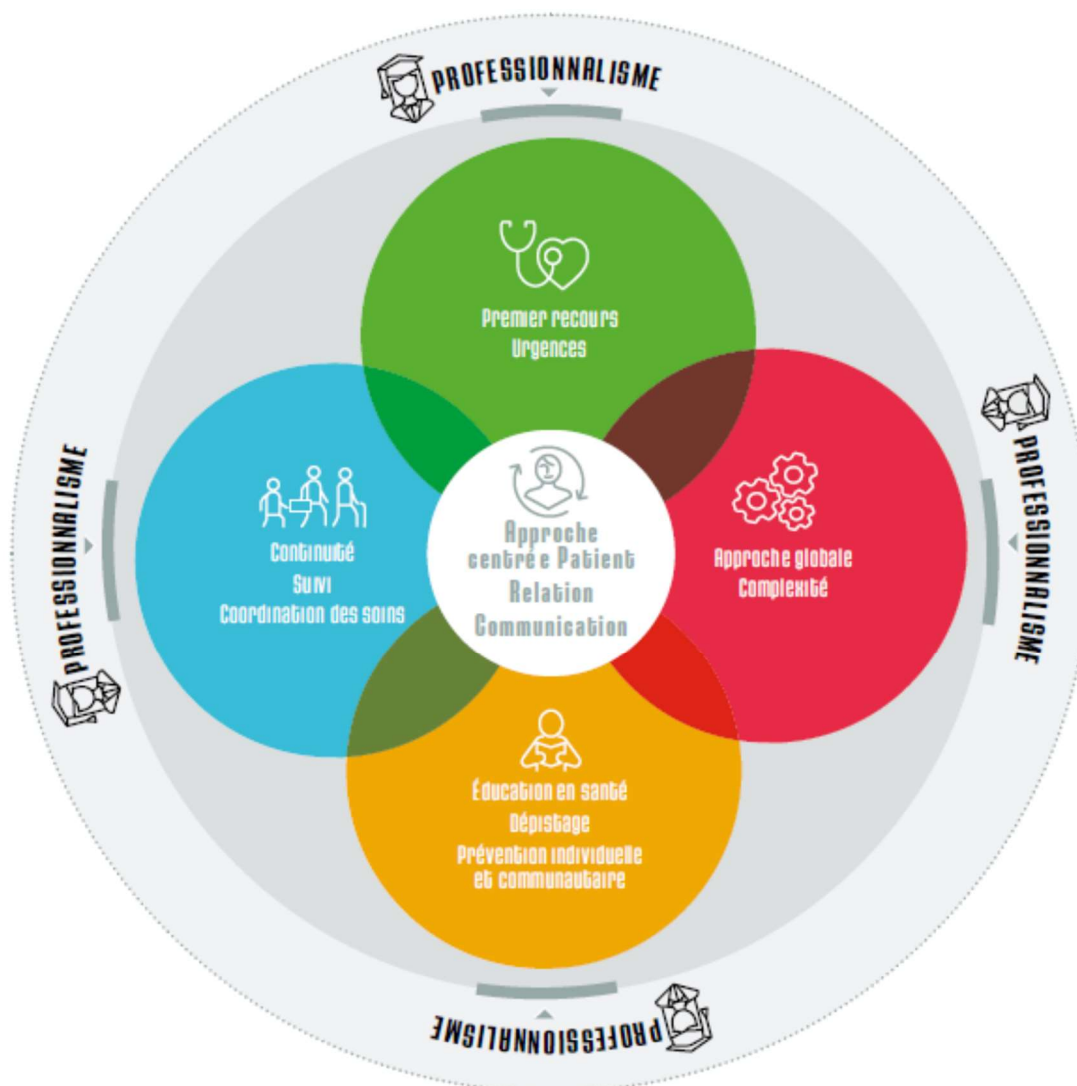 PROFESSIONNALISME
Premier recours
Urgences
PROFESSIONNALISME
Continuité
Suivi
Coordination des soins
Approche
centrée Patient
Relation
Communication
Approche globale
Complexité
PROFESSIONNALISME
Éducation en santé
Dépistage
Prévention individuelle
et communautaire
PROFESSIONNALISME